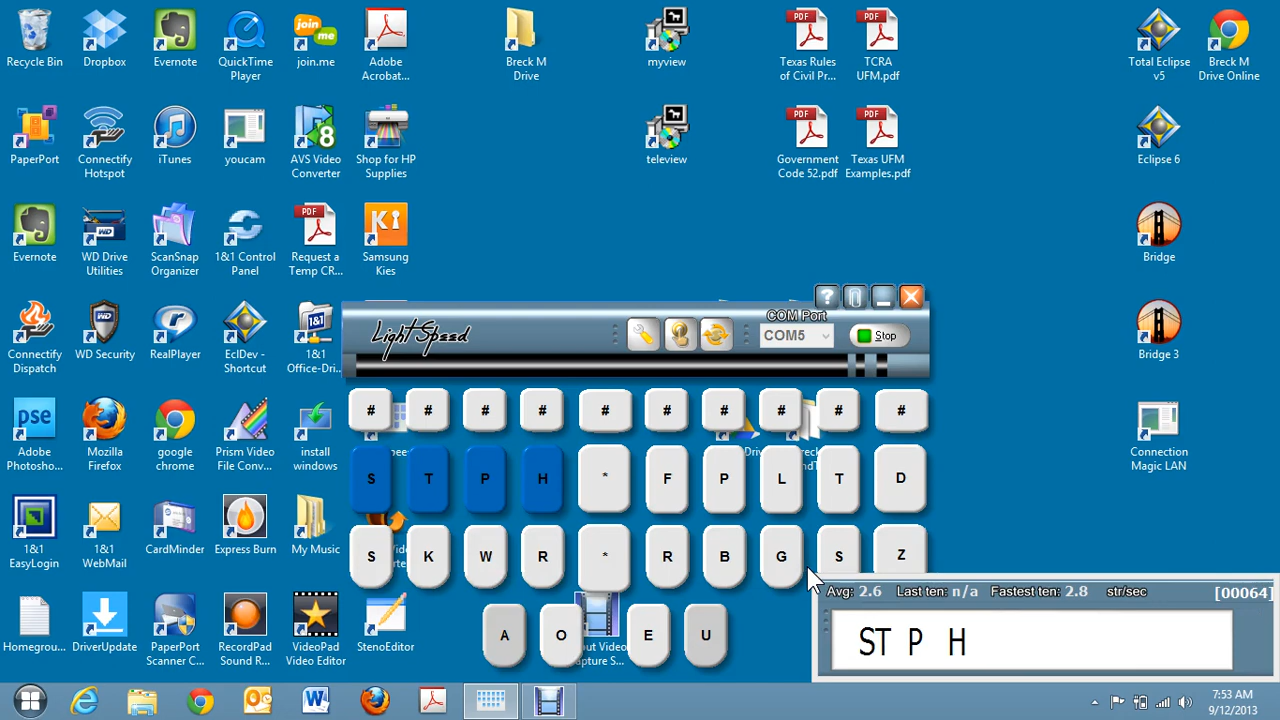 Recycle Bin
Dropbox
Evernote
QuickTime
Player
join.me
Adobe
Acrobat...
Breck M
Drive
myview
Texas Rules
of Civil Pr...
TCRA
UFM.pdf
Total Eclipse
v5
Breck M
Drive Online
PaperPort
Connectify
Hotspot
iTunes
youcam
AVS Video
Converter
Shop for HP
Supplies
teleview
Government
Code 52.pdf
Texas UFM
Examples.pdf
Eclipse 6
Evernote
WD Drive
Utilities
ScanSnap
Organizer
1&1 Control
Panel
Request a
Temp CR...
Samsung
Kies
Bridge
Connectify
Dispatch
WD Security
RealPlayer
EclDev -
Shortcut
1&1
Office-Dri...
Bridge 3
LightSpeed
COM Port
COM5
Stop
# # # # # # # # # #
S T P H * F P L T D
S K W R * R B G S Z
A O E U
Adobe
Photosho...
Mozilla
Firefox
google
chrome
Prism Video
File Conv...
install
windows
Connection
Magic LAN
1&1
EasyLogin
1&1
WebMail
CardMinder
Express Burn
My Music
Homegrou...
DriverUpdate
PaperPort
Scanner C...
RecordPad
Sound R...
VideoPad
Video Editor
StenoEditor
Avg: 2.6 Last ten: n/a Fastest ten: 2.8 str/sec [00064]
ST P H
7:53 AM
9/12/2013